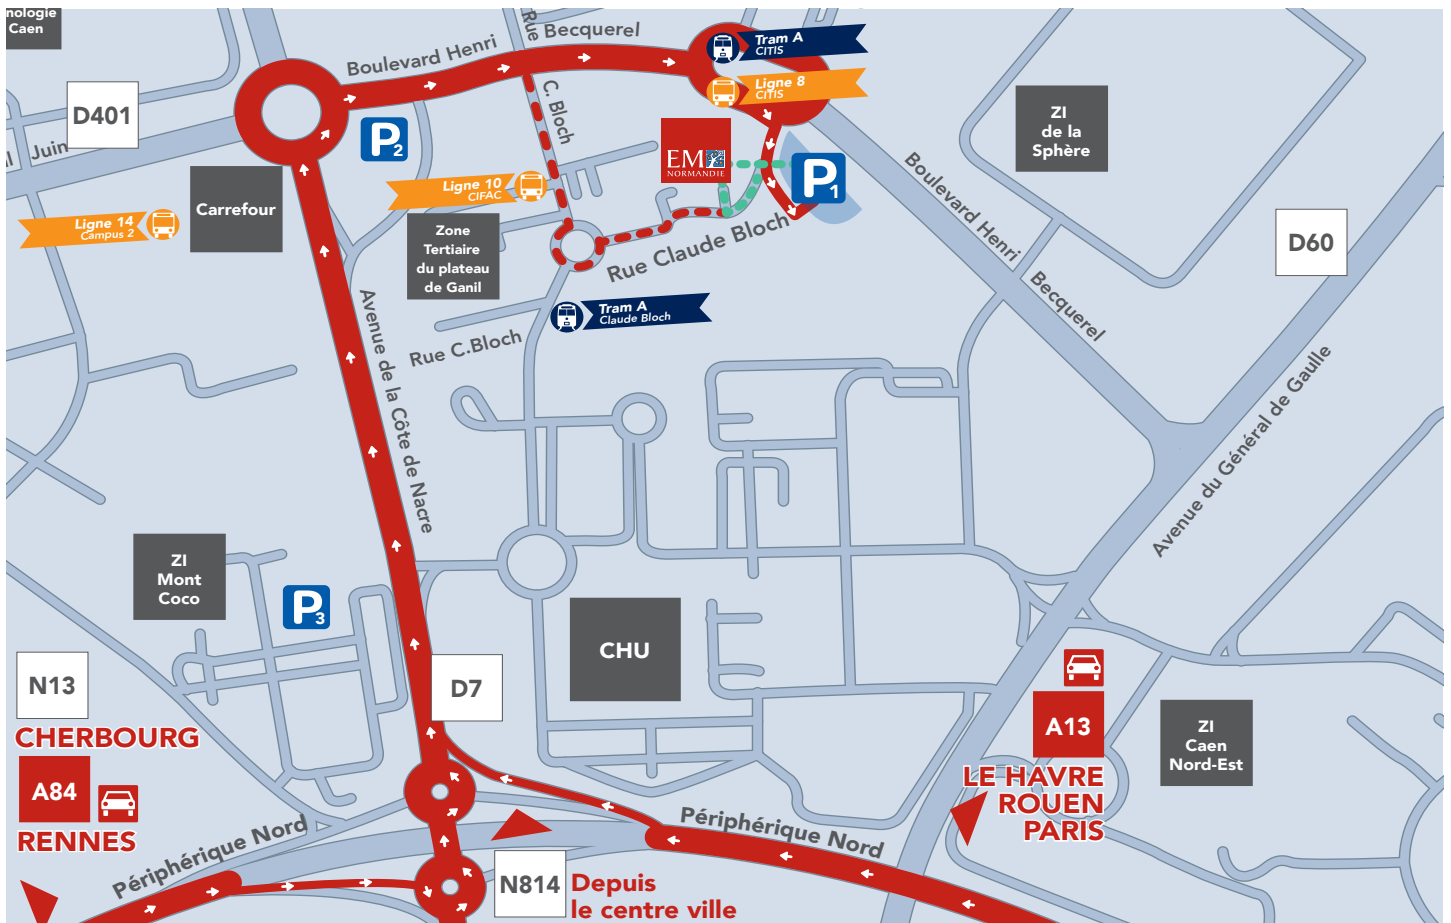 nologie
Caen
Boulevard Henri Becquerel
Rue
C. Bloch
Tram A
CITIS
Ligne 8
CITIS
D401
Juin
P2
ZI
de la
Sphère
EM
NORMANDIE
P1
Ligne 10
CIFAC
Carrefour
Ligne 14
Campus 2
Zone
Tertiaire
du plateau
de Ganil
Rue Claude Bloch
Boulevard Henri Becquerel
D60
Tram A
Claude Bloch
Rue C.Bloch
Avenue de la Côte de Nacre
Avenue du Général de Gaulle
ZI
Mont
Coco
P3
CHU
N13
CHERBOURG
A84
RENNES
D7
A13
LE HAVRE
ROUEN
PARIS
ZI
Caen
Nord-Est
Périphérique Nord
Périphérique Nord
N814
Depuis
le centre ville